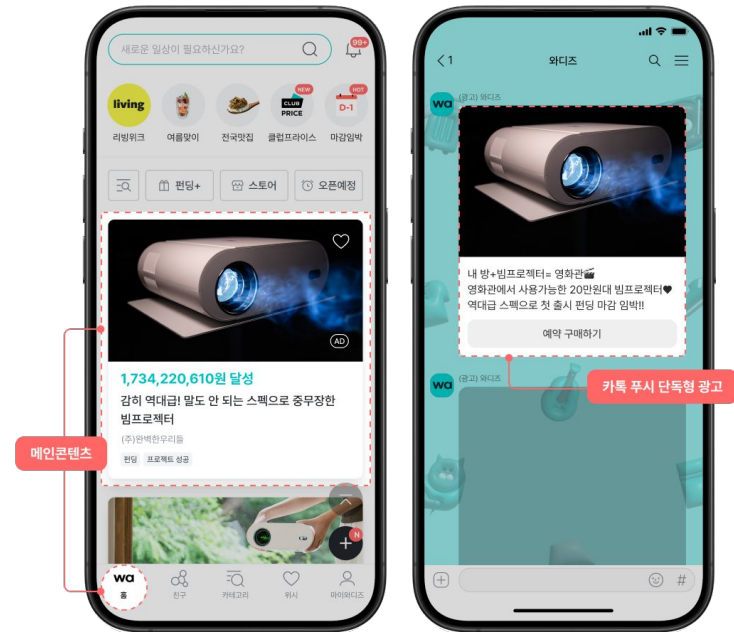 새로운 일상이 필요하신가요?
99+
living
NEW
CLUB
PRICE
HOT
D-1
리빙위크
여름맞이
전국맛집
클럽프라이스
마감임박
펀딩+
스토어
오픈예정
AD
1,734,220,610원 달성
감히 역대급! 말도 안 되는 스펙으로 중무장한
빔프로젝터
(주)완벽한우리들
펀딩
프로젝트 성공
메인콘텐츠
N
wa
홈
친구
카테고리
위시
마이와디즈
1
와디즈
wa
(광고) 와디즈
내 방+빔프로젝터= 영화관🎬
영화관에서 사용가능한 20만원대 빔프로젝터♥
역대급 스펙으로 첫 출시 펀딩 마감 임박!!
예약 구매하기
wa
(광고) 와디즈
카톡 푸시 단독형 광고
#